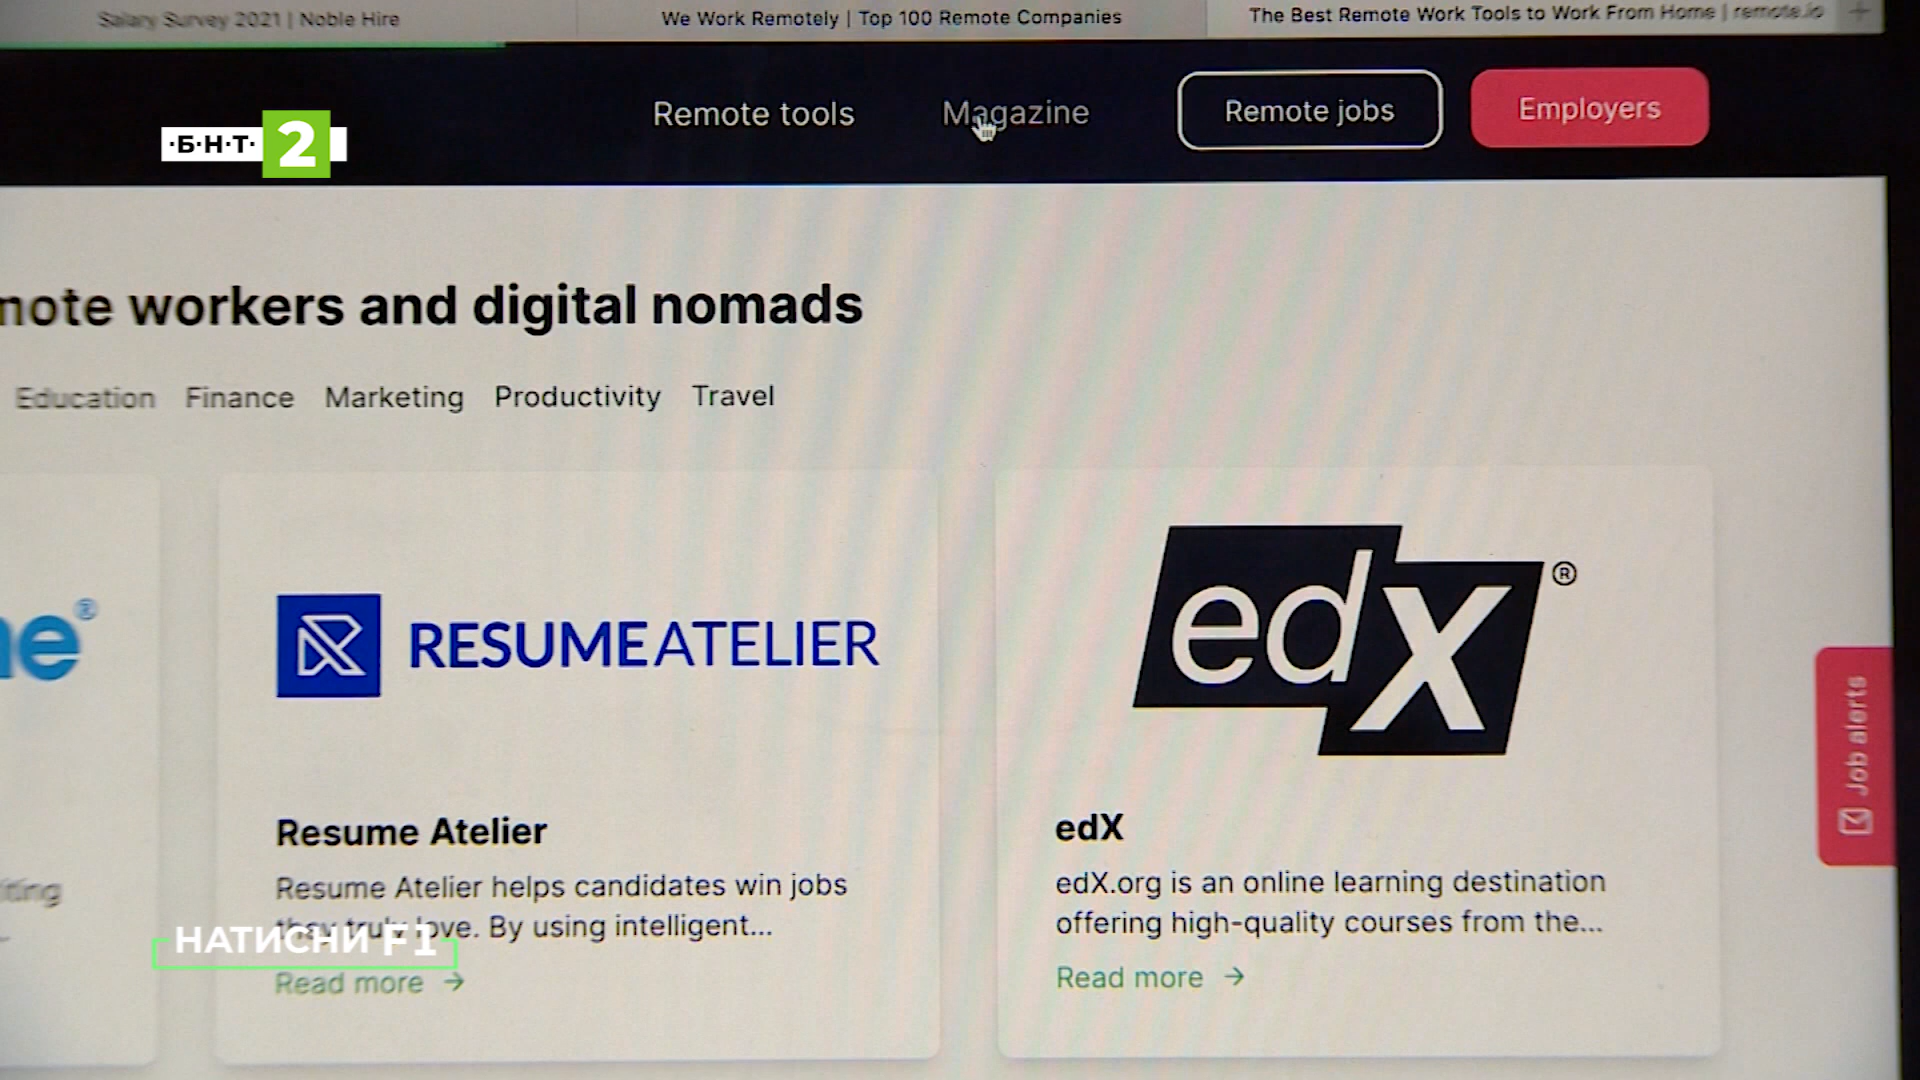 Salary Survey 2021 | Noble Hire
We Work Remotely | Top 100 Remote Companies
The Best Remote Work Tools to Work From Home | remote.io
·Б·Н·Т· 2
Remote tools
Magazine
Remote jobs
Employers
workers and digital nomads
Education Finance Marketing Productivity Travel
RESUMEATELIER
edX ®
Job alerts
Resume Atelier
Resume Atelier helps candidates win jobs
they truly love. By using intelligent...
Read more →
edX
edX.org is an online learning destination
offering high-quality courses from the...
Read more →
НАТИСНИ F1